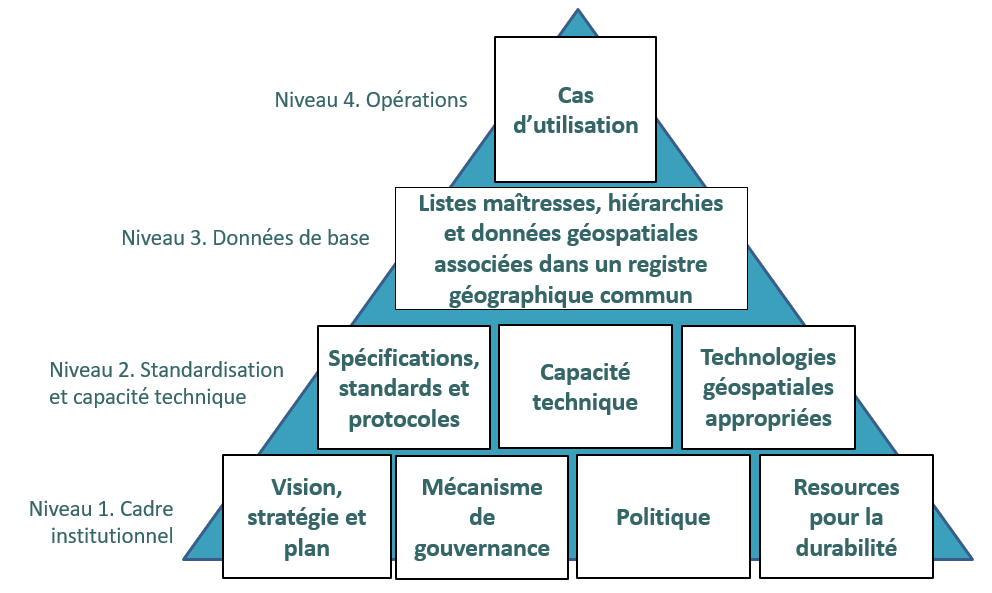 Niveau 4. Opérations
Cas
d’utilisation
Niveau 3. Données de base
Listes maîtresses, hiérarchies
et données géospatiales
associées dans un registre
géographique commun
Niveau 2. Standardisation
et capacité technique
Spécifications,
standards et
protocoles
Capacité
technique
Technologies
géospatiales
appropriées
Niveau 1. Cadre
institutionnel
Vision,
stratégie et
plan
Mécanisme
de
gouvernance
Politique
Resources
pour la
durabilité